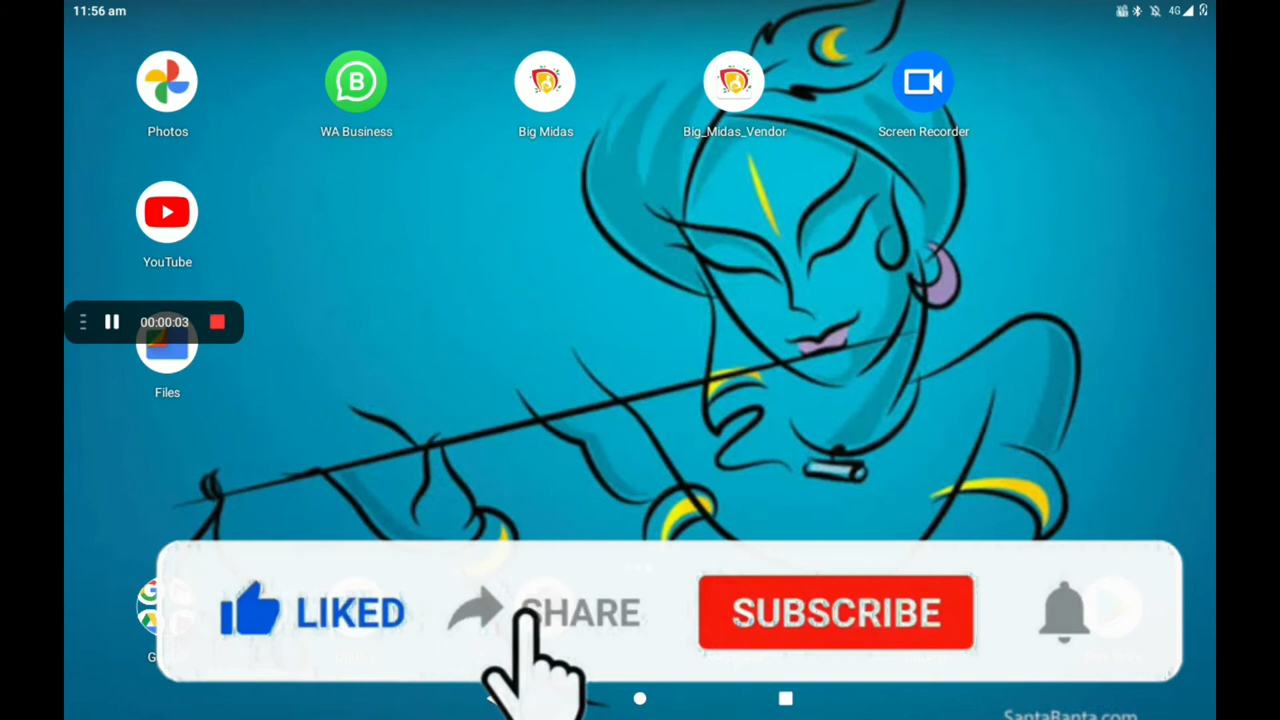 11:56 am
4G
Photos
WA Business
Big Midas
Big_Midas_Vendor
Screen Recorder
YouTube
00:00:03
Files
LIKED
SHARE
SUBSCRIBE
SantaBanta.com